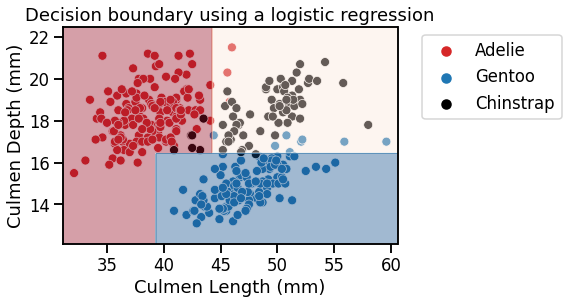 Decision boundary using a logistic regression
22
20
18
16
14
Culmen Depth (mm)
35
40
45
50
55
60
Culmen Length (mm)
Adelie
Gentoo
Chinstrap